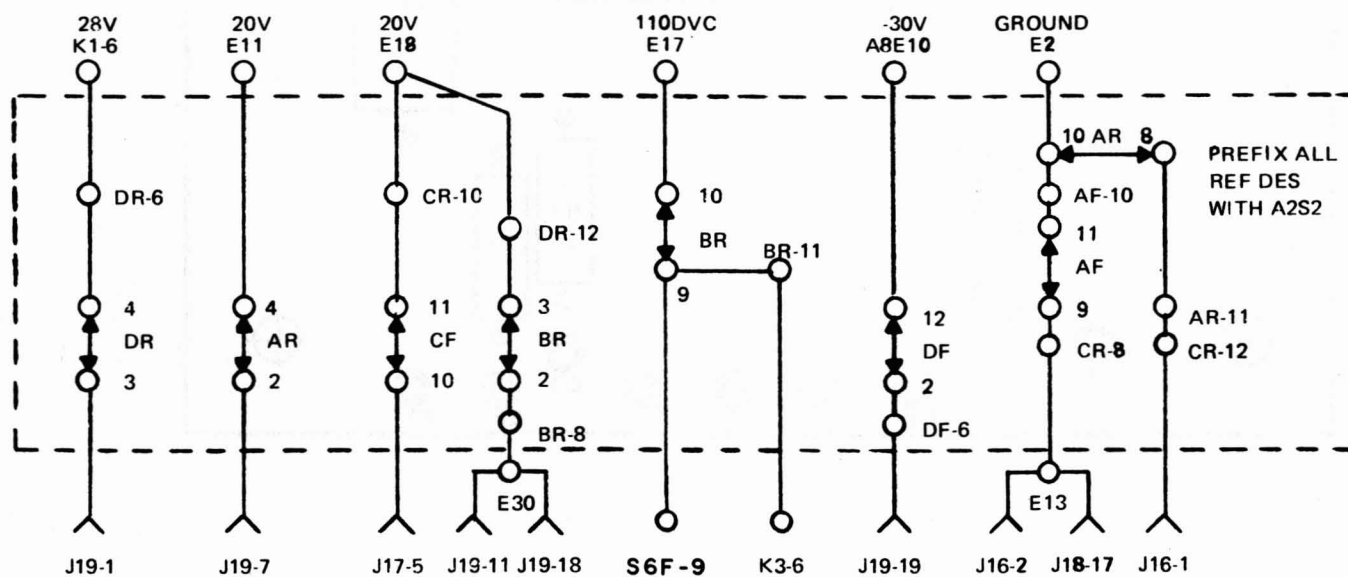 28V
K1-6
20V
E11
20V
E18
110DVC
E17
-30V
A8E10
GROUND
E2
10 AR 8
PREFIX ALL
REF DES
WITH A2S2
DR-6
CR-10
10
AF-10
DR-12
11
BR
BR-11
AF
9
4
4
11
3
12
9
AR-11
DR
AR
CF
BR
DF
CR-8
CR-12
3
2
10
2
2
BR-8
DF-6
E30
E13
J19-1
J19-7
J17-5
J19-11
J19-18
S6F-9
K3-6
J19-19
J16-2
J18-17
J16-1